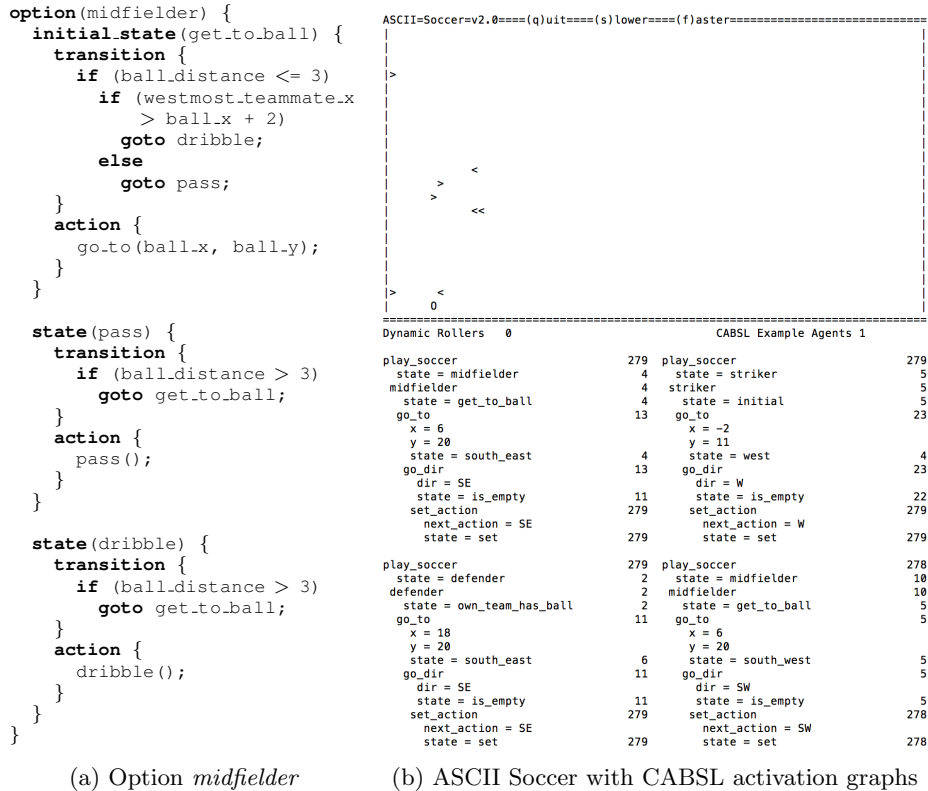 option(midfielder) {
initial_state(get_to_ball) {
transition {
if (ball_distance <= 3)
if (westmost_teammate_x
> ball_x + 2)
goto dribble;
else
goto pass;
}
action {
go_to(ball_x, ball_y);
}
}
state(pass) {
transition {
if (ball_distance > 3)
goto get_to_ball;
}
action {
pass();
}
}
state(dribble) {
transition {
if (ball_distance > 3)
goto get_to_ball;
}
action {
dribble();
}
}
}
(a) Option midfielder
ASCII=Soccer=v2.0====(q)uit====(s)lower====(f)aster=============================
|>
<
>
>
<<
|> <
O
================================================================================
Dynamic Rollers 0 CABSL Example Agents 1
play_soccer 279
state = midfielder 4
midfielder 4
state = get_to_ball 4
go_to 13
x = 6
y = 20
state = south_east 4
go_dir 13
dir = SE
state = is_empty 11
set_action 279
next_action = SE
state = set 279
play_soccer 279
state = striker 5
striker 5
state = initial 5
go_to 23
x = -2
y = 11
state = west 4
go_dir 23
dir = W
state = is_empty 22
set_action 279
next_action = W
state = set 279
play_soccer 279
state = defender 2
defender 2
state = own_team_has_ball 2
go_to 11
x = 18
y = 20
state = south_east 6
go_dir 11
dir = SE
state = is_empty 11
set_action 279
next_action = SE
state = set 279
play_soccer 278
state = midfielder 10
midfielder 10
state = get_to_ball 5
go_to 5
x = 6
y = 20
state = south_west 5
go_dir 5
dir = SW
state = is_empty 5
set_action 278
next_action = SW
state = set 278
(b) ASCII Soccer with CABSL activation graphs